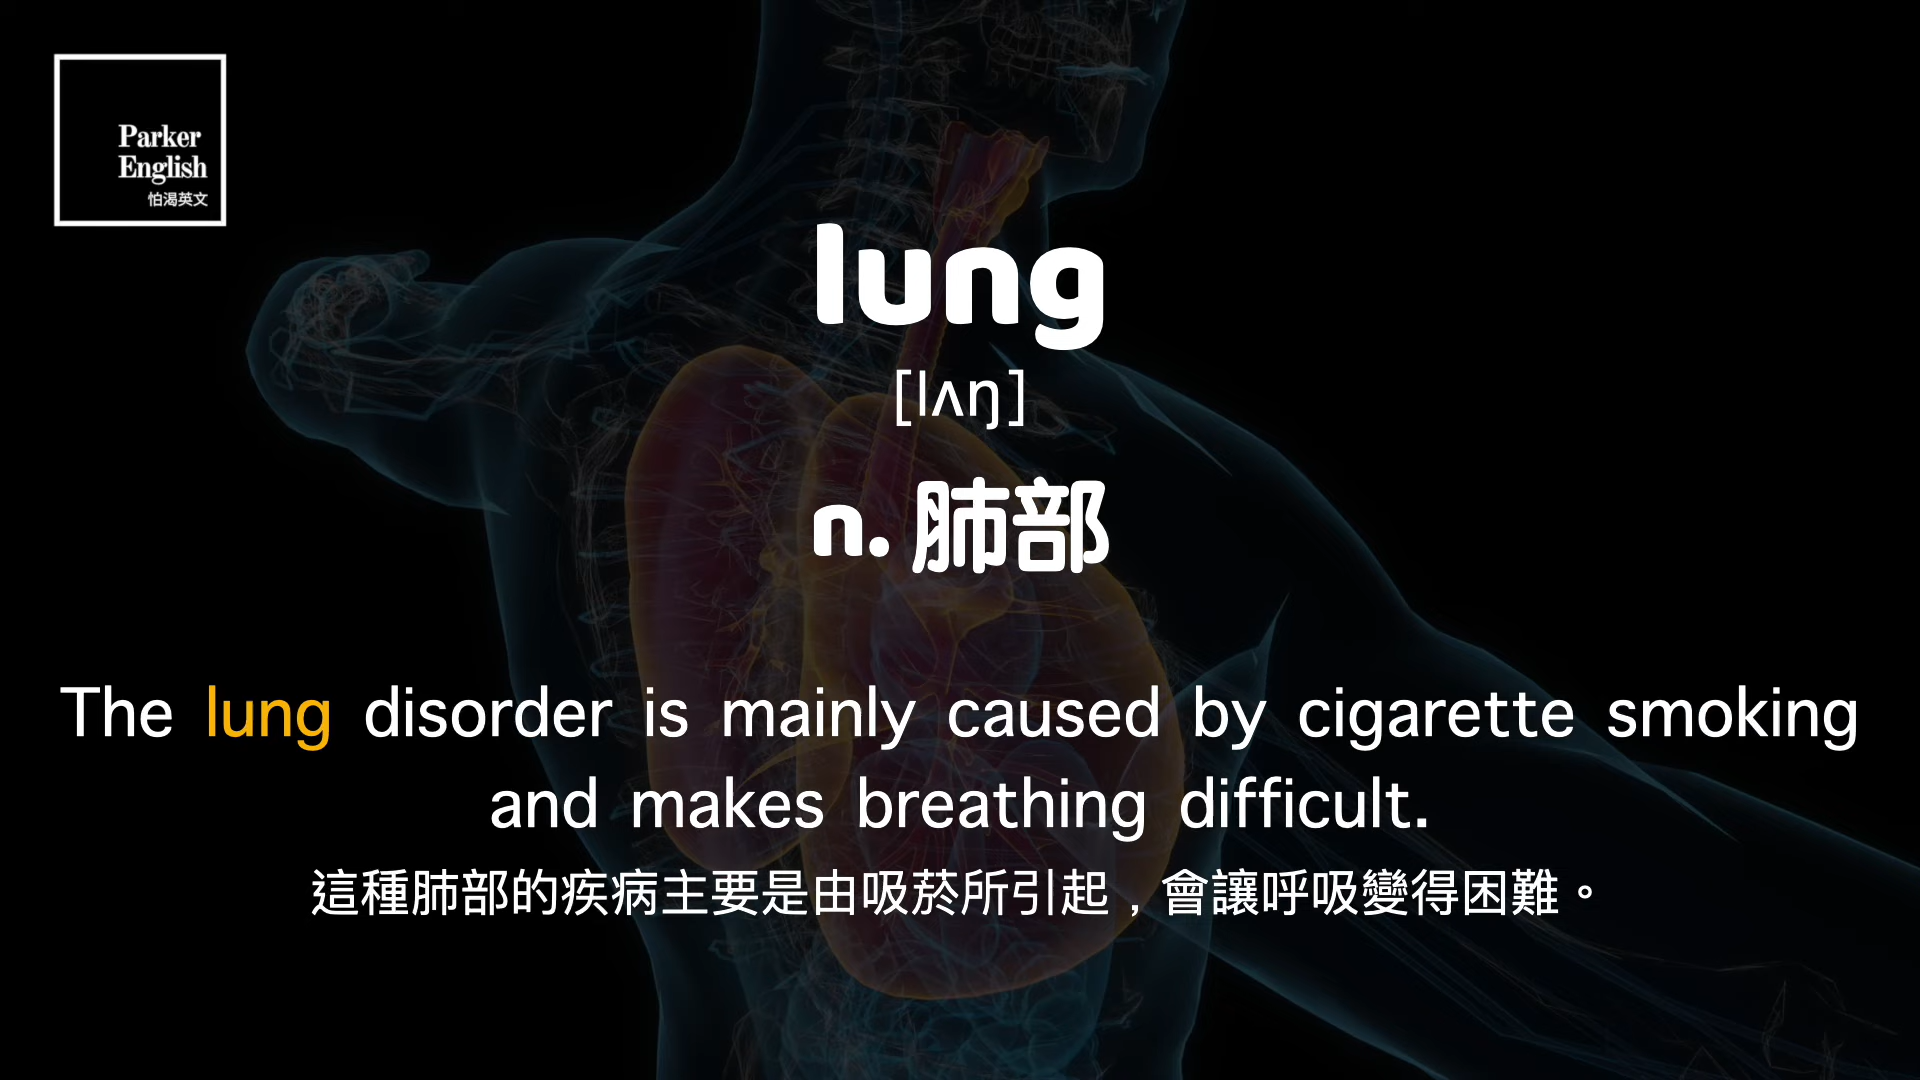 Parker
English
怕渴英文
lung
[lʌŋ]
n. 肺部
The lung disorder is mainly caused by cigarette smoking
and makes breathing difficult.
這種肺部的疾病主要是由吸菸所引起，會讓呼吸變得困難。